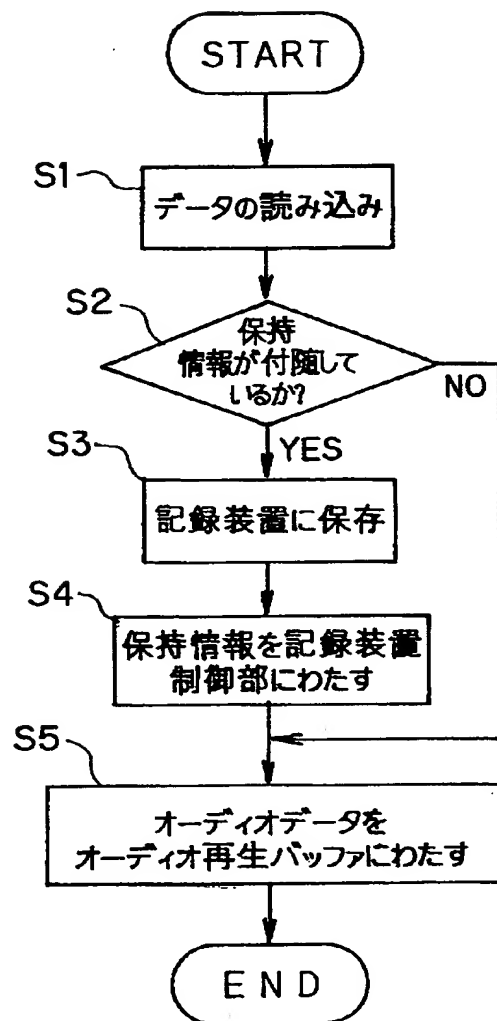 START
S1
データの読み込み
S2
保持
情報が付随して
いるか?
NO
YES
S3
記録装置に保存
S4
保持情報を記録装置
制御部にわたす
S5
オーディオデータを
オーディオ再生バッファにわたす
END